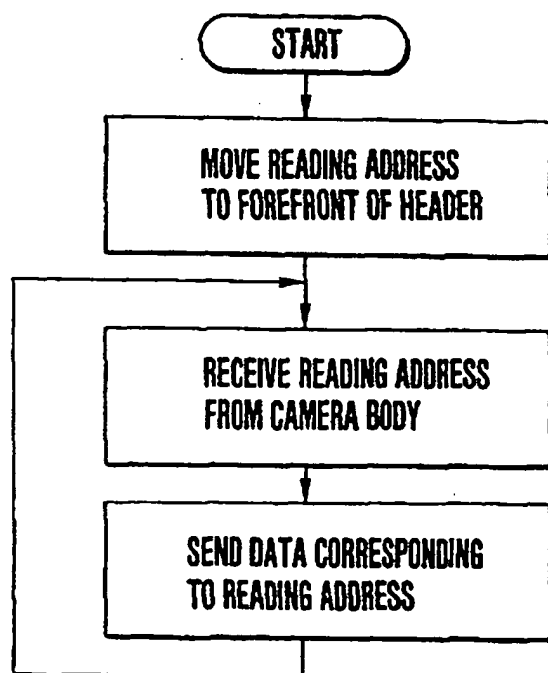 START
MOVE READING ADDRESS
TO FOREFRONT OF HEADER
RECEIVE READING ADDRESS
FROM CAMERA BODY
SEND DATA CORRESPONDING
TO READING ADDRESS